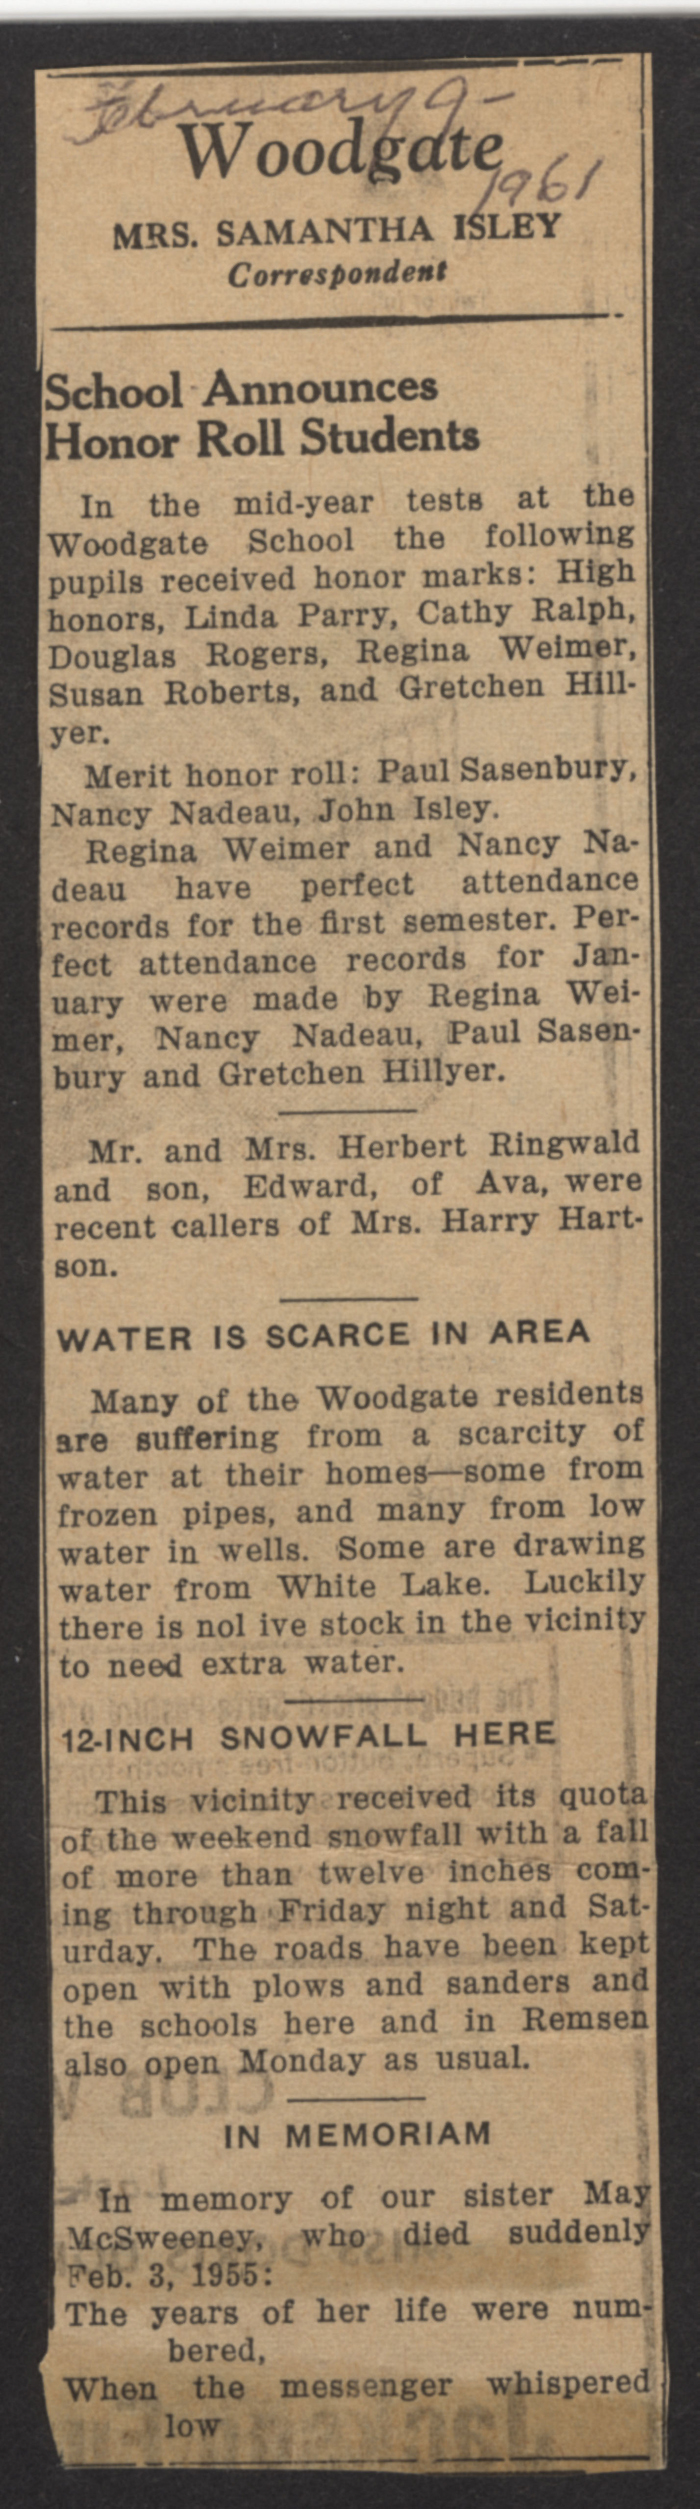 February 9-
Woodgate
1961
MRS. SAMANTHA ISLEY
Correspondent
School Announces
Honor Roll Students
In the mid-year tests at the
Woodgate School the following
pupils received honor marks: High
honors, Linda Parry, Cathy Ralph,
Douglas Rogers, Regina Weimer,
Susan Roberts, and Gretchen Hill-
yer.
Merit honor roll: Paul Sasenbury,
Nancy Nadeau, John Isley.
Regina Weimer and Nancy Na-
deau have perfect attendance
records for the first semester. Per-
fect attendance records for Jan-
uary were made by Regina Wei-
mer, Nancy Nadeau, Paul Sasen-
bury and Gretchen Hillyer.
Mr. and Mrs. Herbert Ringwald
and son, Edward, of Ava, were
recent callers of Mrs. Harry Hart-
son.
WATER IS SCARCE IN AREA
Many of the Woodgate residents
are suffering from a scarcity of
water at their homes—some from
frozen pipes, and many from low
water in wells. Some are drawing
water from White Lake. Luckily
there is nol ive stock in the vicinity
to need extra water.
12-INCH SNOWFALL HERE
This vicinity received its quota
of the weekend snowfall with a fall
of more than twelve inches com-
ing through Friday night and Sat-
urday. The roads have been kept
open with plows and sanders and
the schools here and in Remsen
also open Monday as usual.
IN MEMORIAM
In memory of our sister May
McSweeney, who died suddenly
Feb. 3, 1955:
The years of her life were num-
bered,
When the messenger whispered
low